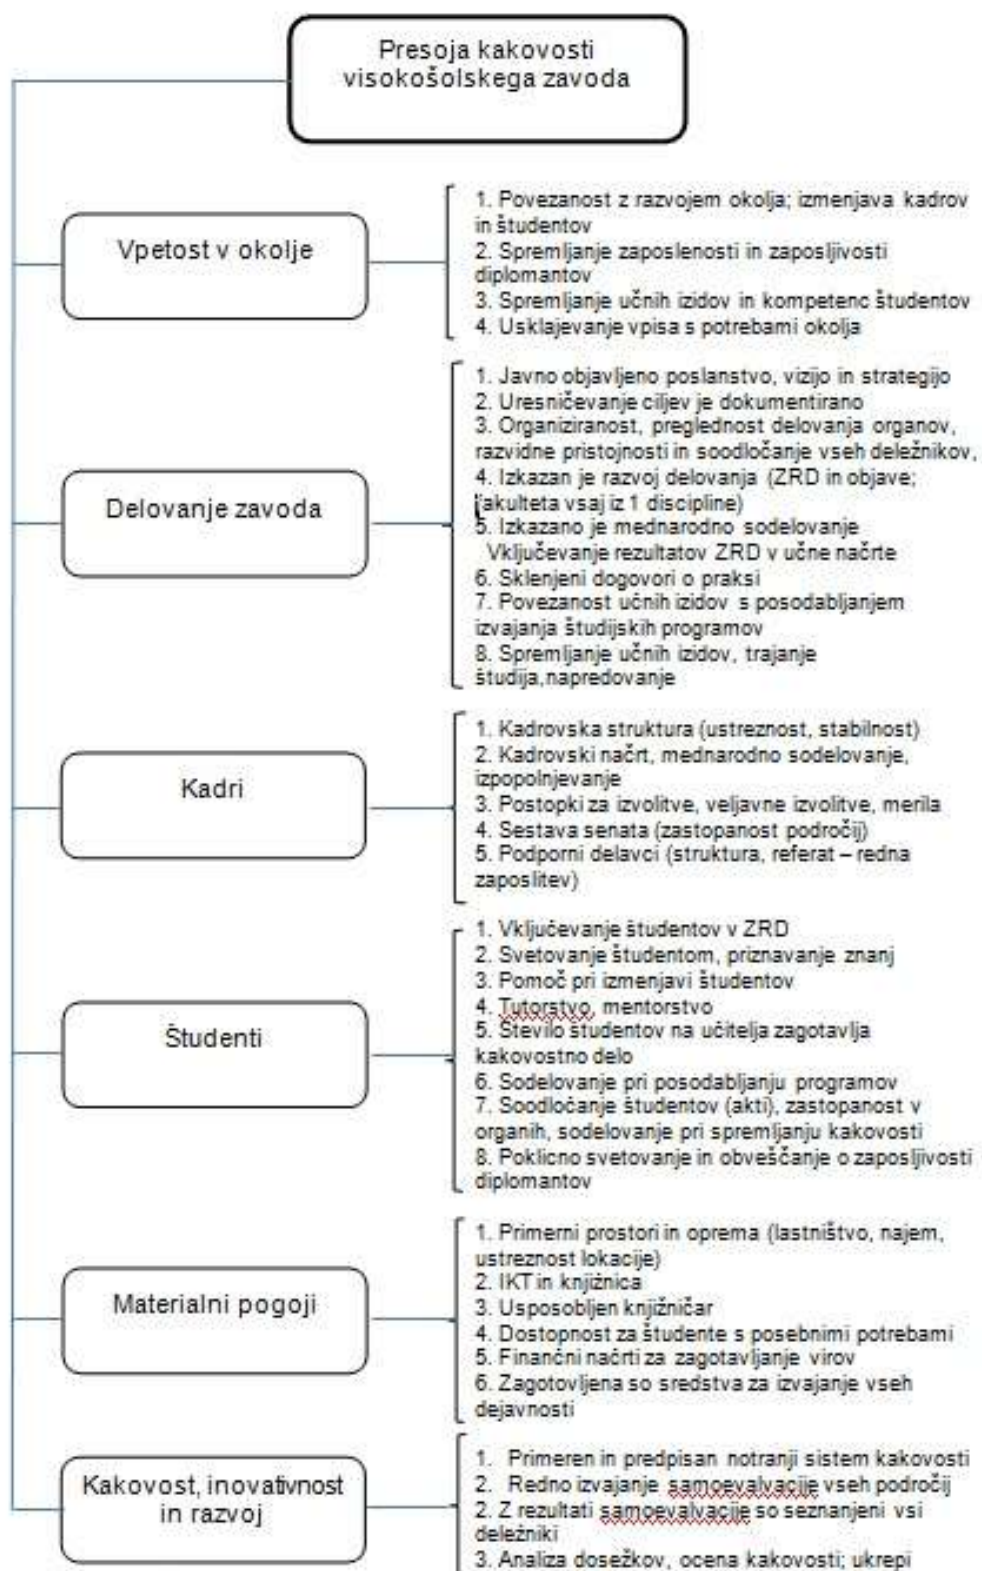 Presoja kakovosti
visokošolskega zavoda
Vpetost v okolje
1. Povezanost z razvojem okolja; izmenjava kadrov
in študentov
2. Spremljanje zaposlenosti in zaposljivosti
diplomantov
3. Spremljanje učnih izidov in kompetenc študentov
4. Usklajevanje vpisa s potrebami okolja
Delovanje zavoda
1. Javno objavljeno poslanstvo, vizijo in strategijo
2. Uresničevanje ciljev je dokumentirano
3. Organiziranost, preglednost delovanja organov,
razvidne pristojnosti in soodločanje vseh deležnikov,
4. Izkazan je razvoj delovanja (ZRD in objave;
fakulteta vsaj iz 1 discipline)
5. Izkazano je mednarodno sodelovanje
Vključevanje rezultatov ZRD v učne načrte
6. Sklenjeni dogovori o praksi
7. Povezanost učnih izidov s posodabljanjem
izvajanja študijskih programov
8. Spremljanje učnih izidov, trajanje
študija,napredovanje
Kadri
1. Kadrovska struktura (ustreznost, stabilnost)
2. Kadrovski načrt, mednarodno sodelovanje,
izpopolnjevanje
3. Postopki za izvolitve, veljavne izvolitve, merila
4. Sestava senata (zastopanost področij)
5. Podporni delavci (struktura, referat – redna
zaposlitev)
Študenti
1. Vključevanje študentov v ZRD
2. Svetovanje študentom, priznavanje znanj
3. Pomoč pri izmenjavi študentov
4. Tutorstvo, mentorstvo
5. Število študentov na učitelja zagotavlja
kakovostno delo
6. Sodelovanje pri posodabljanju programov
7. Soodločanje študentov (akti), zastopanost v
organih, sodelovanje pri spremljanju kakovosti
8. Poklicno svetovanje in obveščanje o zaposljivosti
diplomantov
Materialni pogoji
1. Primerni prostori in oprema (lastništvo, najem,
ustreznost lokacije)
2. IKT in knjižnica
3. Usposobljen knjižničar
4. Dostopnost za študente s posebnimi potrebami
5. Finančni načrti za zagotavljanje virov
6. Zagotovljena so sredstva za izvajanje vseh
dejavnosti
Kakovost, inovativnost
in razvoj
1. Primeren in predpisan notranji sistem kakovosti
2. Redno izvajanje samoevalvacije vseh področij
2. Z rezultati samoevalvacije so seznanjeni vsi
deležniki
3. Analiza dosežkov, ocena kakovosti; ukrepi